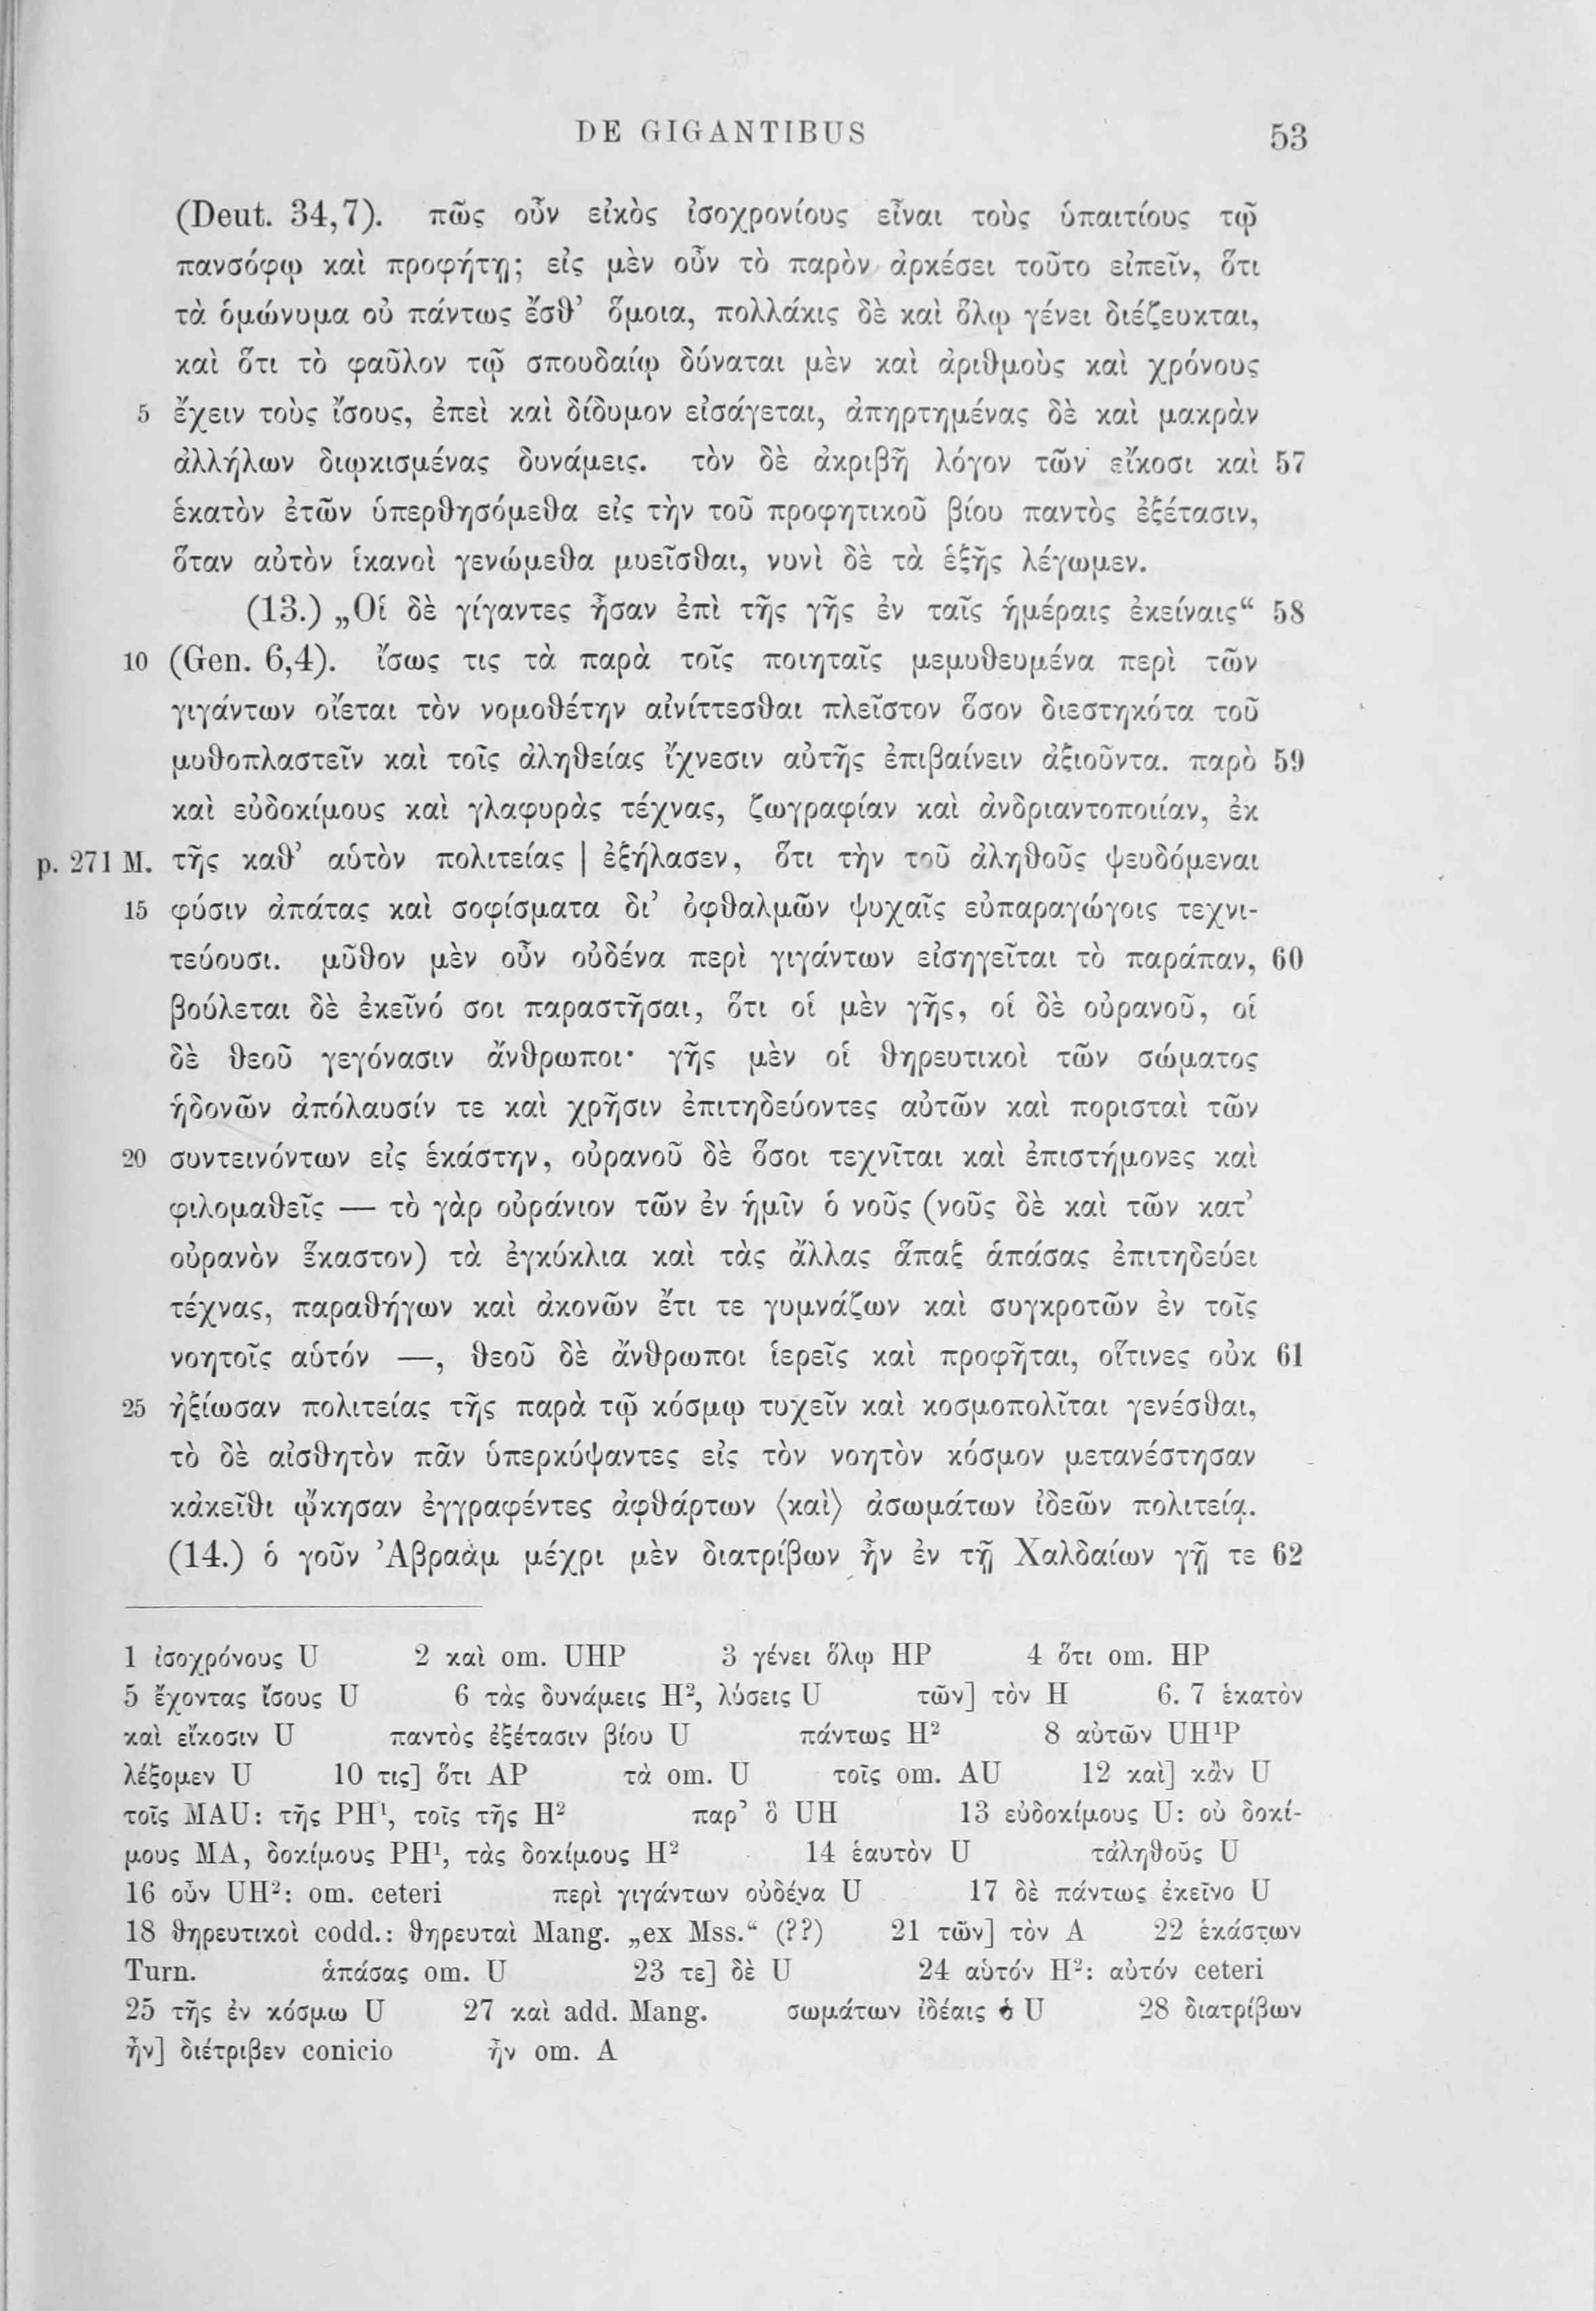 DE GIGANTIBUS 53
(Deut. 34,7). πῶς οὖν εἰκὸς ἰσοχρονίους εἶναι τοὺς ὑπαιτίους τῷ
πανσόφῳ καὶ προφήτῃ; εἰς μὲν οὖν τὸ παρὸν ἀρκέσει τοῦτο εἰπεῖν, ὅτι
τὰ ὁμώνυμα οὐ πάντως ἔσθ’ ὅμοια, πολλάκις δὲ καὶ ὅλῳ γένει διέζευκται,
καὶ ὅτι τὸ φαῦλον τῷ σπουδαίῳ δύναται μὲν καὶ ἀριθμοὺς καὶ χρόνους
5 ἔχειν τοὺς ἴσους, ἐπεὶ καὶ δίδυμον εἰσάγεται, ἀπηρτημένας δὲ καὶ μακρὰν
ἀλλήλων διῳκισμένας δυνάμεις. τὸν δὲ ἀκριβῆ λόγον τῶν εἴκοσι καὶ 57
ἑκατὸν ἐτῶν ὑπερθησόμεθα εἰς τὴν τοῦ προφητικοῦ βίου παντὸς ἐξέτασιν,
ὅταν αὐτὸν ἱκανοὶ γενώμεθα μυεῖσθαι, νυνὶ δὲ τὰ ἑξῆς λέγωμεν.
(13.) „Οἱ δὲ γίγαντες ἦσαν ἐπὶ τῆς γῆς ἐν ταῖς ἡμέραις ἐκείναις“ 58
10 (Gen. 6,4). ἴσως τις τὰ παρὰ τοῖς ποιηταῖς μεμυθευμένα περὶ τῶν
γιγάντων οἴεται τὸν νομοθέτην αἰνίττεσθαι πλεῖστον ὅσον διεστηκότα τοῦ
μυθοπλαστεῖν καὶ τοῖς ἀληθείας ἴχνεσιν αὐτῆς ἐπιβαίνειν ἀξιοῦντα. παρὸ 59
καὶ εὐδοκίμους καὶ γλαφυρὰς τέχνας, ζωγραφίαν καὶ ἀνδριαντοποιίαν, ἐκ
p. 271 M. τῆς καθ’ αὑτὸν πολιτείας | ἐξήλασεν, ὅτι τὴν τοῦ ἀληθοῦς ψευδόμεναι
15 φύσιν ἀπάτας καὶ σοφίσματα δι’ ὀφθαλμῶν ψυχαῖς εὐπαραγώγοις τεχνι-
τεύουσι. μῦθον μὲν οὖν οὐδένα περὶ γιγάντων εἰσηγεῖται τὸ παράπαν, 60
βούλεται δὲ ἐκεῖνό σοι παραστῆσαι, ὅτι οἱ μὲν γῆς, οἱ δὲ οὐρανοῦ, οἱ
δὲ θεοῦ γεγόνασιν ἄνθρωποι· γῆς μὲν οἱ θηρευτικοὶ τῶν σώματος
ἡδονῶν ἀπόλαυσίν τε καὶ χρῆσιν ἐπιτηδεύοντες αὐτῶν καὶ πορισταὶ τῶν
20 συντεινόντων εἰς ἑκάστην, οὐρανοῦ δὲ ὅσοι τεχνῖται καὶ ἐπιστήμονες καὶ
φιλομαθεῖς — τὸ γὰρ οὐράνιον τῶν ἐν ἡμῖν ὁ νοῦς (νοῦς δὲ καὶ τῶν κατ’
οὐρανὸν ἕκαστον) τὰ ἐγκύκλια καὶ τὰς ἄλλας ἅπαξ ἁπάσας ἐπιτηδεύει
τέχνας, παραθήγων καὶ ἀκονῶν ἔτι τε γυμνάζων καὶ συγκροτῶν ἐν τοῖς
νοητοῖς αὑτόν —, θεοῦ δὲ ἄνθρωποι ἱερεῖς καὶ προφῆται, οἵτινες οὐκ 61
25 ἠξίωσαν πολιτείας τῆς παρὰ τῷ κόσμῳ τυχεῖν καὶ κοσμοπολῖται γενέσθαι,
τὸ δὲ αἰσθητὸν πᾶν ὑπερκύψαντες εἰς τὸν νοητὸν κόσμον μετανέστησαν
κἀκεῖθι ᾤκησαν ἐγγραφέντες ἀφθάρτων ⟨καὶ⟩ ἀσωμάτων ἰδεῶν πολιτείᾳ.
(14.) ὁ γοῦν Ἀβραὰμ μέχρι μὲν διατρίβων ἦν ἐν τῇ Χαλδαίων γῇ τε 62
1 ἰσοχρόνους U 2 καὶ om. UHP 3 γένει ὅλῳ HP 4 ὅτι om. HP
5 ἔχοντας ἴσους U 6 τὰς δυνάμεις H², λύσεις U τῶν] τὸν H 6. 7 ἑκατὸν
καὶ εἴκοσιν U παντὸς ἐξέτασιν βίου U πάντως H² 8 αὐτῶν UH¹P
λέξομεν U 10 τις] ὅτι AP τὰ om. U τοῖς om. AU 12 καὶ] κἂν U
τοῖς MAU: τῆς PH¹, τοῖς τῆς H² παρ’ ὃ UH 13 εὐδοκίμους U: οὐ δοκί-
μους MA, δοκίμους PH¹, τὰς δοκίμους H² 14 ἑαυτὸν U τἀληθοῦς U
16 οὖν UH²: om. ceteri περὶ γιγάντων οὐδένα U 17 δὲ πάντως ἐκεῖνο U
18 θηρευτικοὶ codd.: θηρευταὶ Mang. „ex Mss.“ (??) 21 τῶν] τὸν A 22 ἑκάστων
Turn. ἁπάσας om. U 23 τε] δὲ U 24 αὑτόν H²: αὐτόν ceteri
25 τῆς ἐν κόσμω U 27 καὶ add. Mang. σωμάτων ἰδέαις ὁ U 28 διατρίβων
ἦν] διέτριβεν conicio ἦν om. A